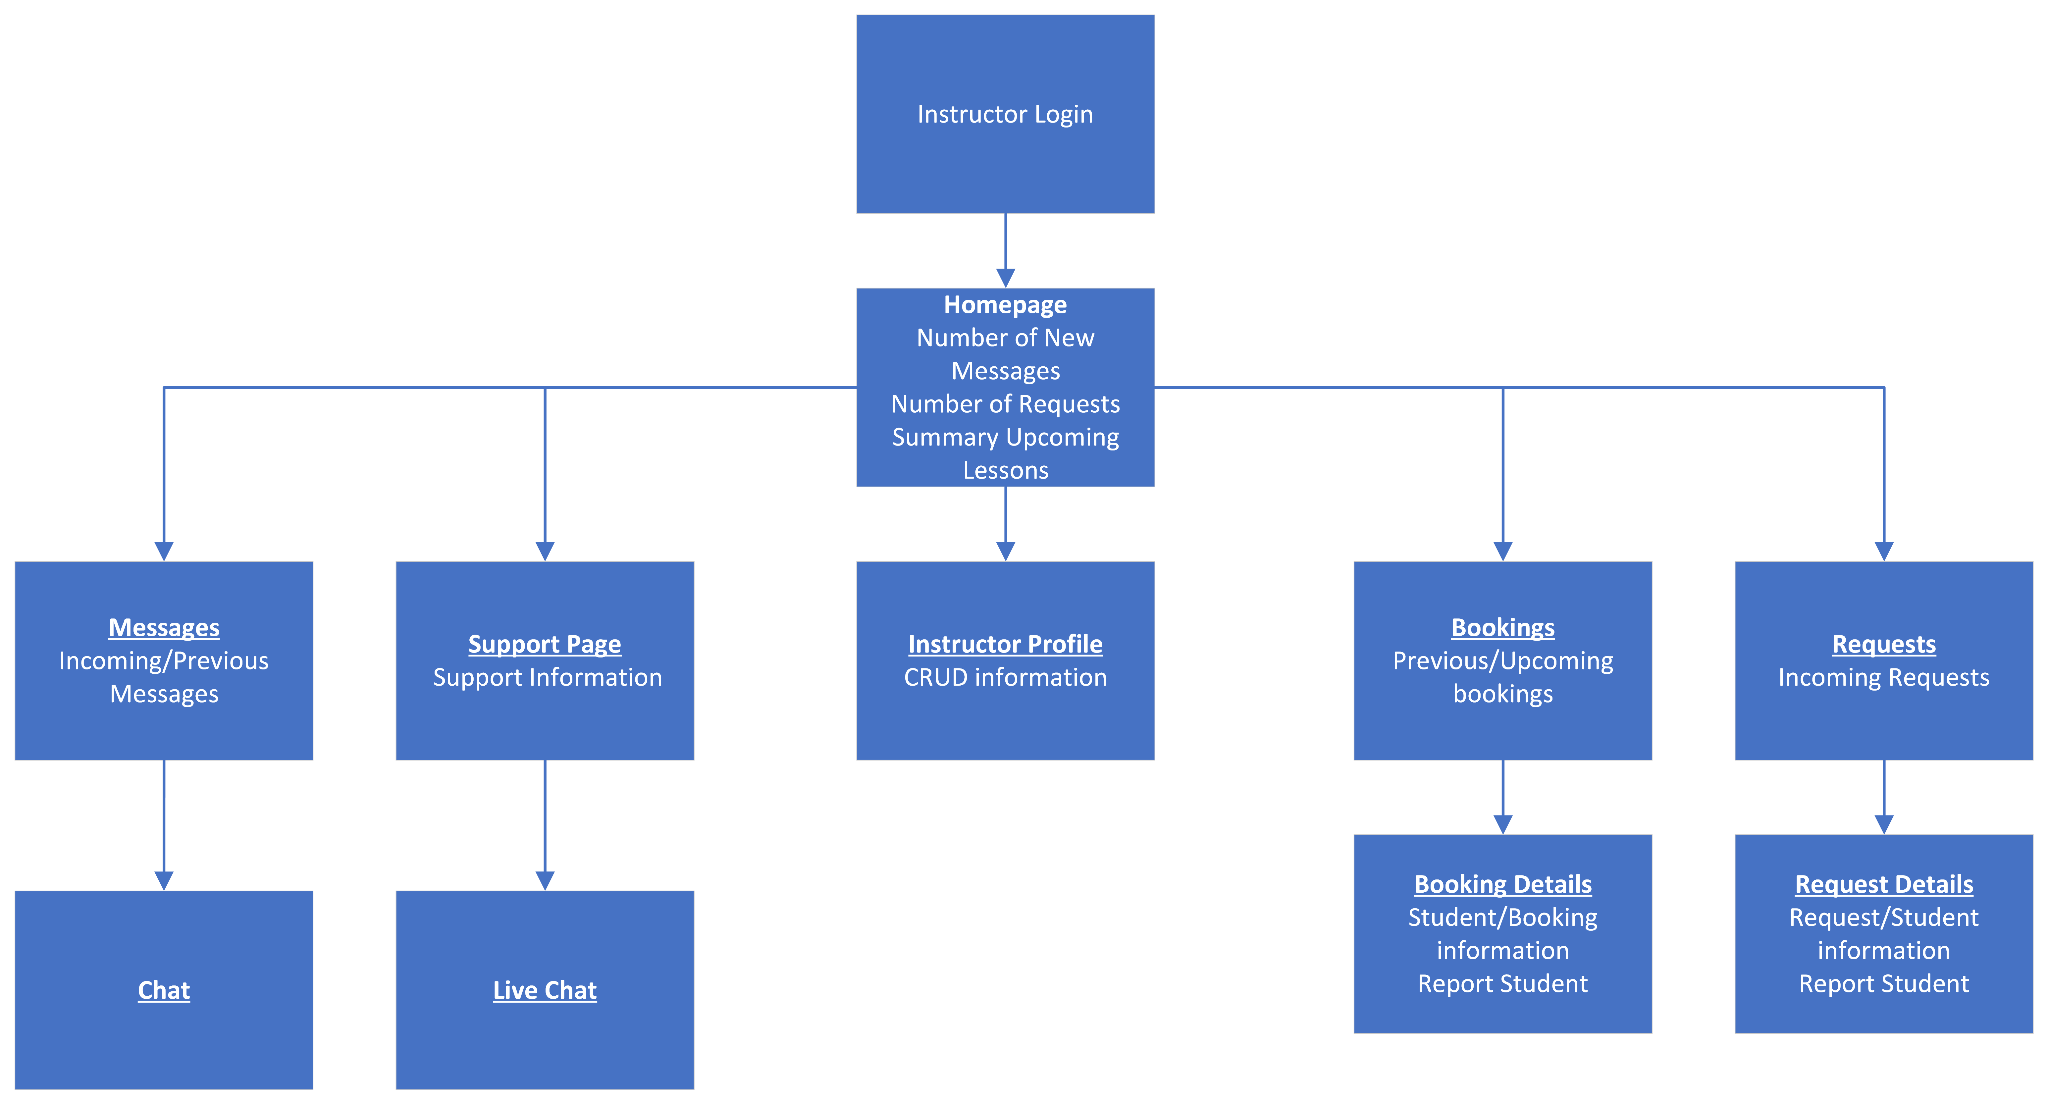 Instructor Login
Homepage
Number of New
Messages
Number of Requests
Summary Upcoming
Lessons
Messages
Incoming/Previous
Messages
Support Page
Support Information
Instructor Profile
CRUD information
Bookings
Previous/Upcoming
bookings
Requests
Incoming Requests
Chat
Live Chat
Booking Details
Student/Booking
information
Report Student
Request Details
Request/Student
information
Report Student